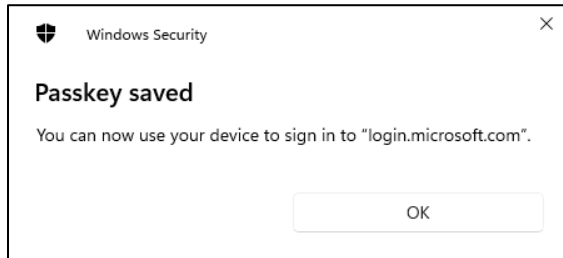 Windows Security
Passkey saved
You can now use your device to sign in to “login.microsoft.com”.
OK